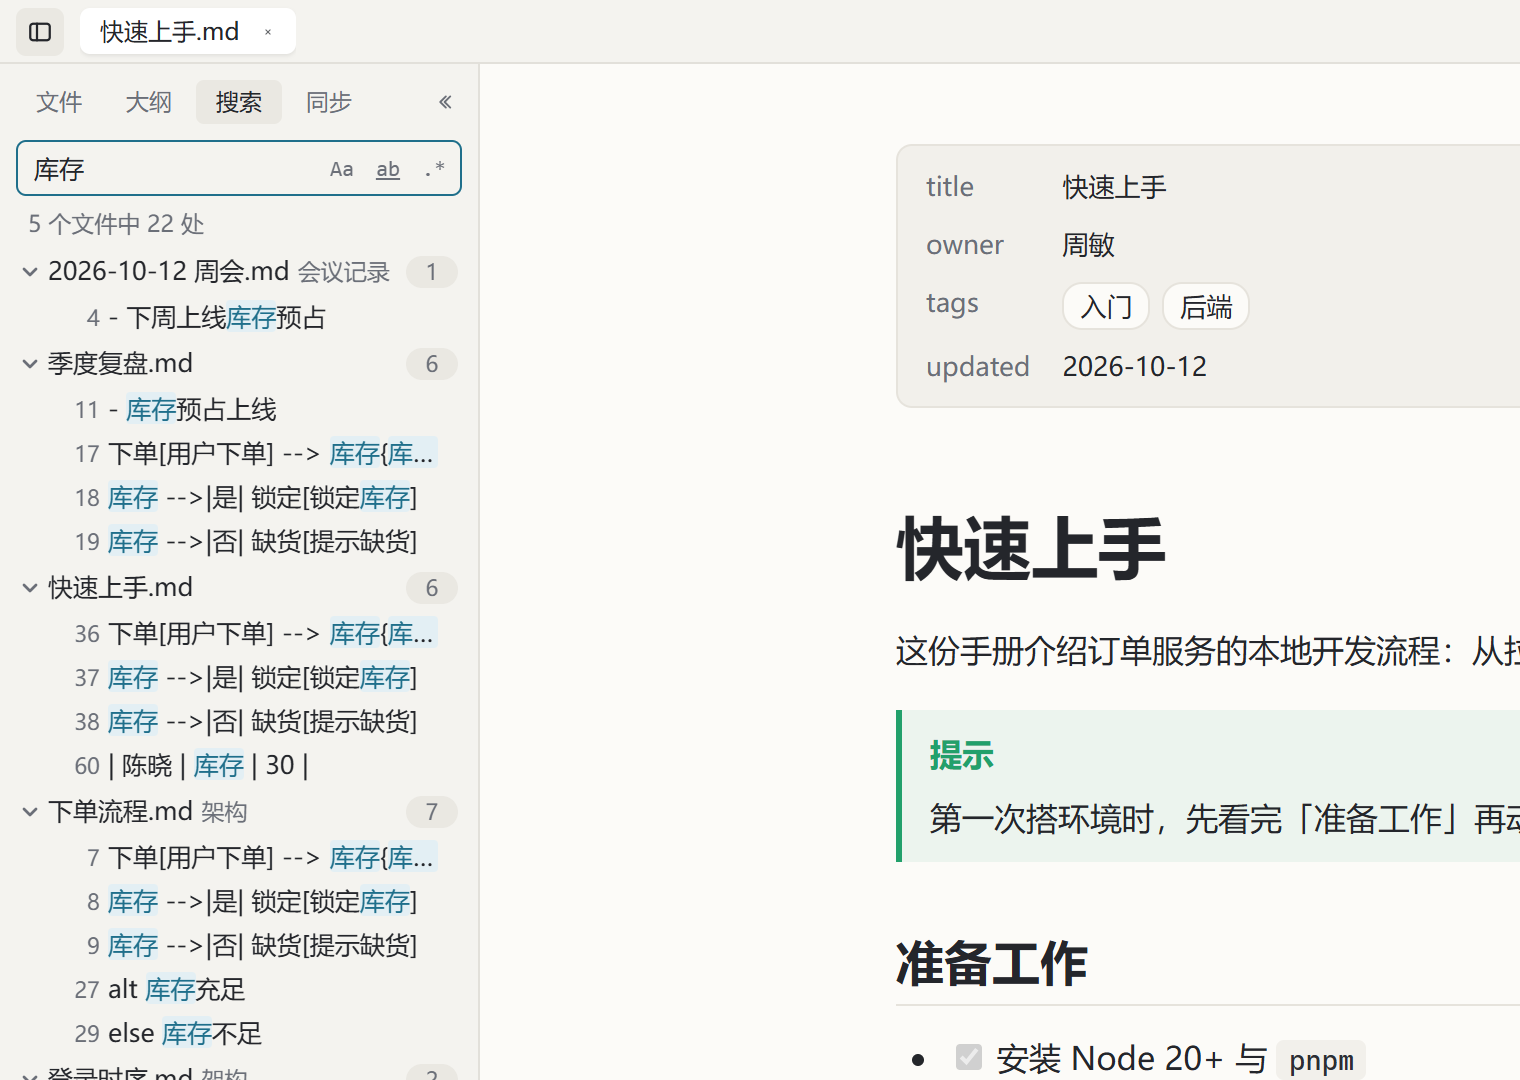 快速上手.md ×
文件 大纲 搜索 同步 «
库存 Aa ab .*
5 个文件中 22 处
2026-10-12 周会.md 会议记录 1
4 - 下周上线库存预占
季度复盘.md 6
11 - 库存预占上线
17 下单[用户下单] --> 库存{库...
18 库存 -->|是| 锁定[锁定库存]
19 库存 -->|否| 缺货[提示缺货]
快速上手.md 6
36 下单[用户下单] --> 库存{库...
37 库存 -->|是| 锁定[锁定库存]
38 库存 -->|否| 缺货[提示缺货]
60 | 陈晓 | 库存 | 30 |
下单流程.md 架构 7
7 下单[用户下单] --> 库存{库...
8 库存 -->|是| 锁定[锁定库存]
9 库存 -->|否| 缺货[提示缺货]
27 alt 库存充足
29 else 库存不足
登录时序.md 架构 2
title 快速上手
owner 周敏
tags 入门 后端
updated 2026-10-12
快速上手
这份手册介绍订单服务的本地开发流程：从拉
提示
第一次搭环境时，先看完「准备工作」再动
准备工作
安装 Node 20+ 与 pnpm